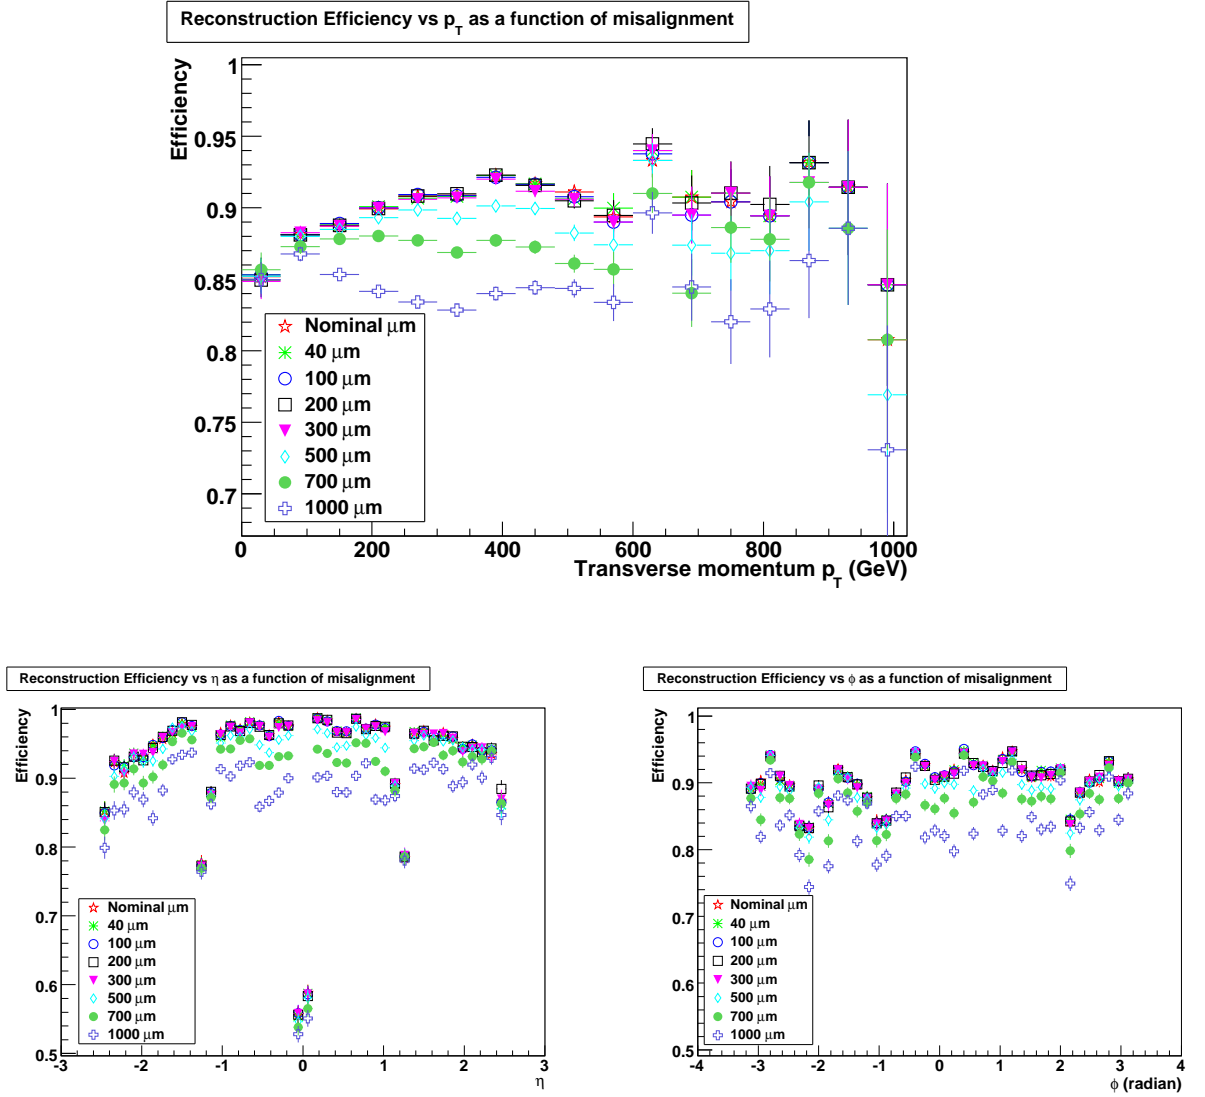 Reconstruction Efficiency vs p_T as a function of misalignment
Efficiency
1
0.95
0.9
0.85
0.8
0.75
0.7
Nominal μm
40 μm
100 μm
200 μm
300 μm
500 μm
700 μm
1000 μm
0 200 400 600 800 1000
Transverse momentum p_T (GeV)
Reconstruction Efficiency vs η as a function of misalignment
Efficiency
1
0.9
0.8
0.7
0.6
0.5
Nominal μm
40 μm
100 μm
200 μm
300 μm
500 μm
700 μm
1000 μm
-3 -2 -1 0 1 2 3
η
Reconstruction Efficiency vs ϕ as a function of misalignment
Efficiency
1
0.9
0.8
0.7
0.6
0.5
Nominal μm
40 μm
100 μm
200 μm
300 μm
500 μm
700 μm
1000 μm
-4 -3 -2 -1 0 1 2 3 4
ϕ (radian)